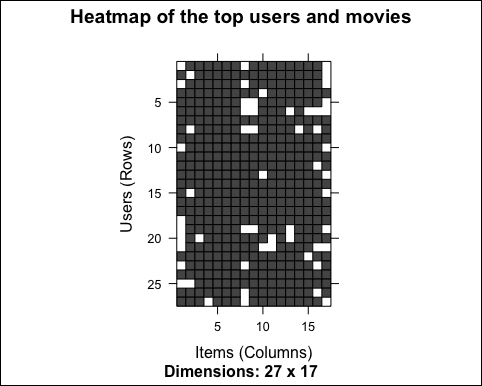 Heatmap of the top users and movies
5
10
15
20
25
Users (Rows)
5 10 15
Items (Columns)
Dimensions: 27 x 17